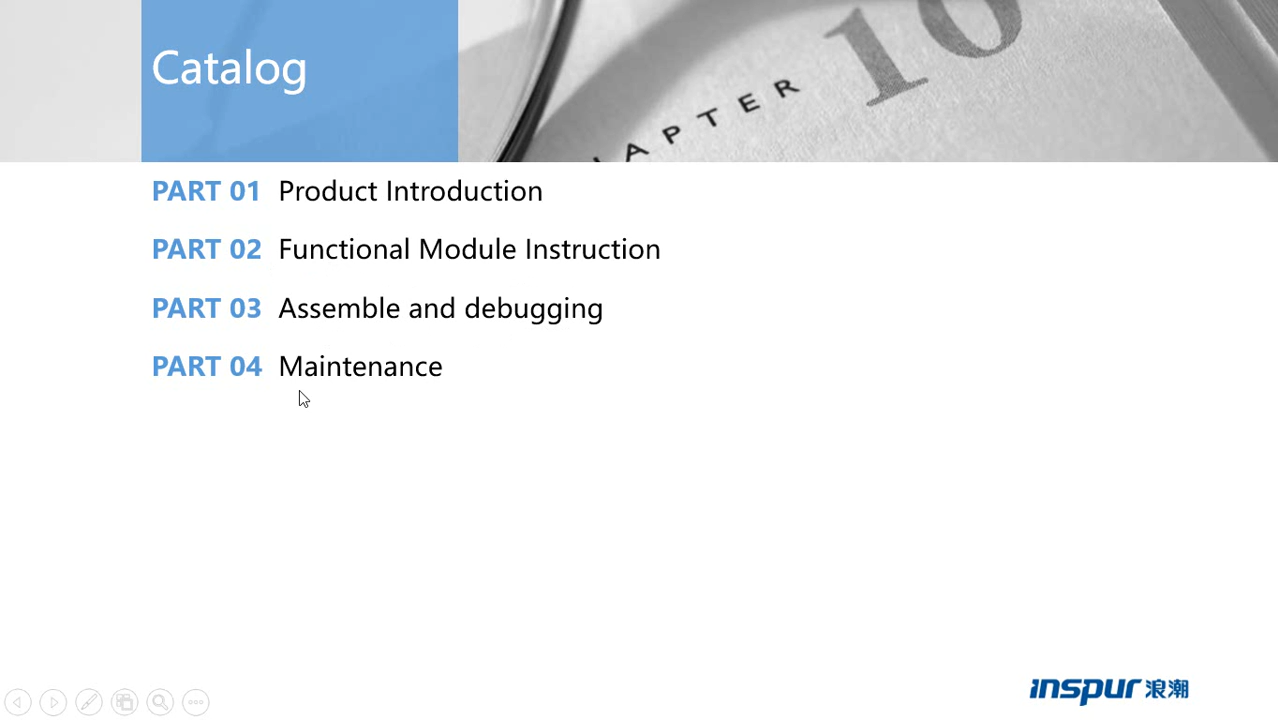 Catalog
APTER 10
PART 01 Product Introduction
PART 02 Functional Module Instruction
PART 03 Assemble and debugging
PART 04 Maintenance
inspur 浪潮